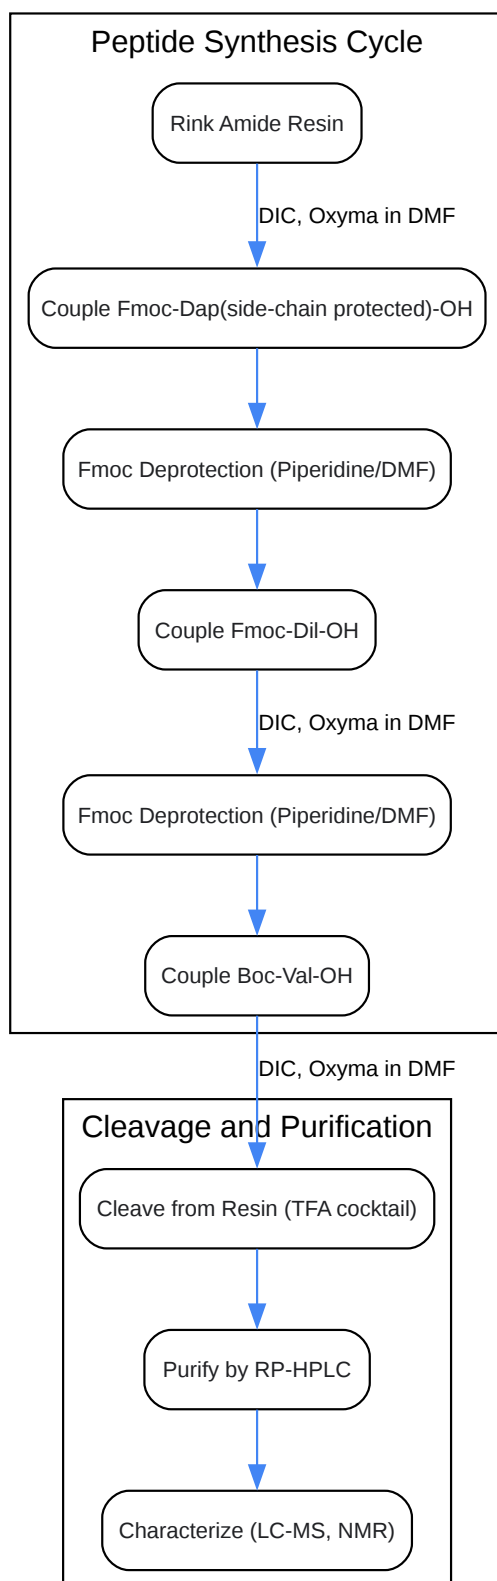 Peptide Synthesis Cycle
Rink Amide Resin
DIC, Oxyma in DMF
Couple Fmoc-Dap(side-chain protected)-OH
Fmoc Deprotection (Piperidine/DMF)
Couple Fmoc-Dil-OH
DIC, Oxyma in DMF
Fmoc Deprotection (Piperidine/DMF)
Couple Boc-Val-OH
DIC, Oxyma in DMF
Cleavage and Purification
Cleave from Resin (TFA cocktail)
Purify by RP-HPLC
Characterize (LC-MS, NMR)